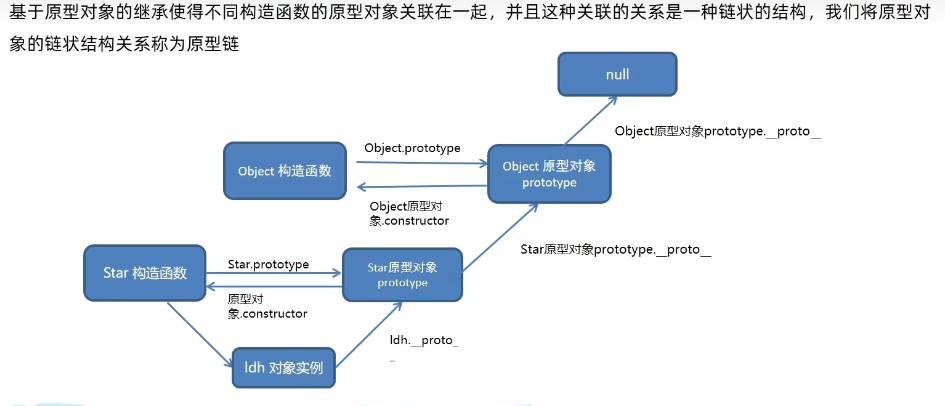 基于原型对象的继承使得不同构造函数的原型对象关联在一起，并且这种关联的关系是一种链状的结构，我们将原型对
象的链状结构关系称为原型链
null
Object原型对象prototype.__proto__
Object.prototype
Object 构造函数
Object 原型对象
prototype
Object原型对
象.constructor
Star原型对象prototype.__proto__
Star.prototype
Star 构造函数
Star原型对象
prototype
原型对
象.constructor
ldh.__proto_
_
ldh 对象实例